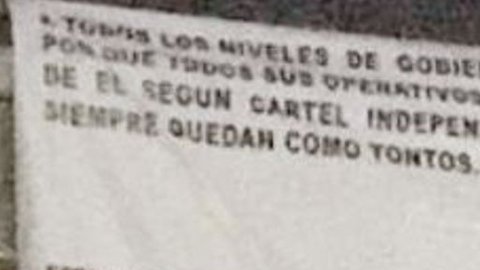 A TODOS LOS NIVELES DE GOBIE
POR QUE TODOS SUS OPERATIVOS
DE EL SEGUN CARTEL INDEPEN
SIEMPRE QUEDAN COMO TONTOS.